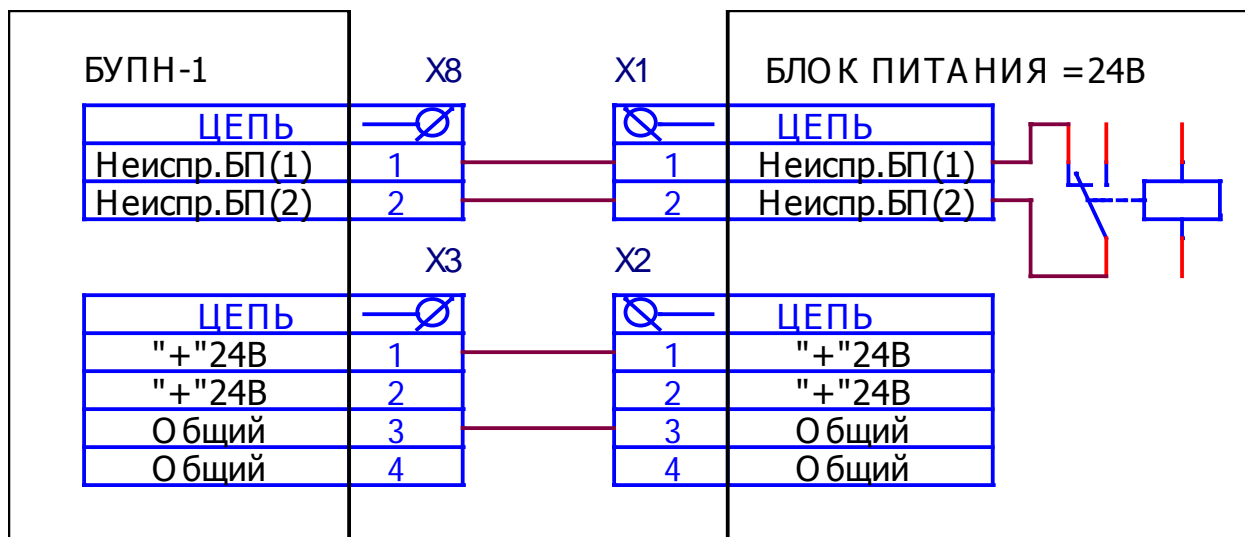 БУПН-1 X8 X1 БЛОК ПИТАНИЯ =24В
ЦЕПЬ ЦЕПЬ
Неиспр.БП(1) 1 1 Неиспр.БП(1)
Неиспр.БП(2) 2 2 Неиспр.БП(2)
X3 X2
ЦЕПЬ ЦЕПЬ
"+"24В 1 1 "+"24В
"+"24В 2 2 "+"24В
Общий 3 3 Общий
Общий 4 4 Общий